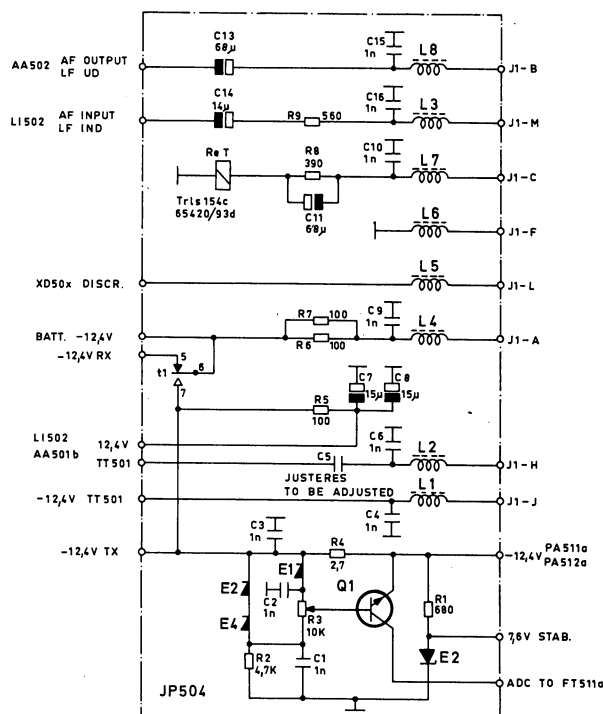 C13
68µ
C15
1n
L8
AA502
AF OUTPUT
LF UD
J1-B
C14
14µ
C16
1n
L3
LI502
AF INPUT
LF IND
R9
560
J1-M
Re T
R8
390
C10
1n
L7
J1-C
Trls 154c
65420/93d
C11
68µ
L6
J1-F
L5
XD50x DISCR.
J1-L
R7
100
C9
1n
L4
BATT. -12,4V
R6
100
J1-A
-12,4V RX
5
t1
6
7
C7
15µ
C8
15µ
R5
100
LI502
AA501b
12,4V
TT501
C6
1n
L2
C5
J1-H
JUSTERES
TO BE ADJUSTED
L1
-12,4V TT501
J1-J
C4
1n
C3
1n
-12,4V TX
R4
2,7
-12,4V
PA511a
PA512a
E1
Q1
E2
C2
1n
R3
10K
R1
680
E4
7,6V STAB.
R2
4,7K
C1
1n
E2
ADC TO FT511a
JP504